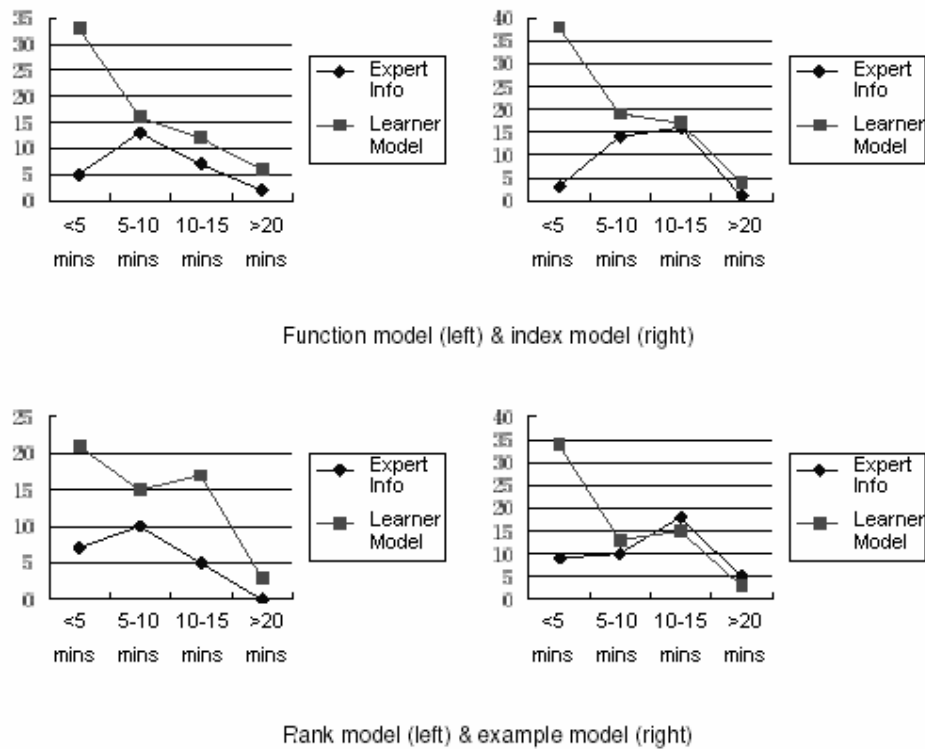 35
30
25
20
15
10
5
0
<5 5-10 10-15 >20
mins mins mins mins
Expert
Info
Learner
Model
40
35
30
25
20
15
10
5
0
<5 5-10 10-15 >20
mins mins mins mins
Expert
Info
Learner
Model
Function model (left) & index model (right)
25
20
15
10
5
0
<5 5-10 10-15 >20
mins mins mins mins
Expert
Info
Learner
Model
40
35
30
25
20
15
10
5
0
<5 5-10 10-15 >20
mins mins mins mins
Expert
Info
Learner
Model
Rank model (left) & example model (right)